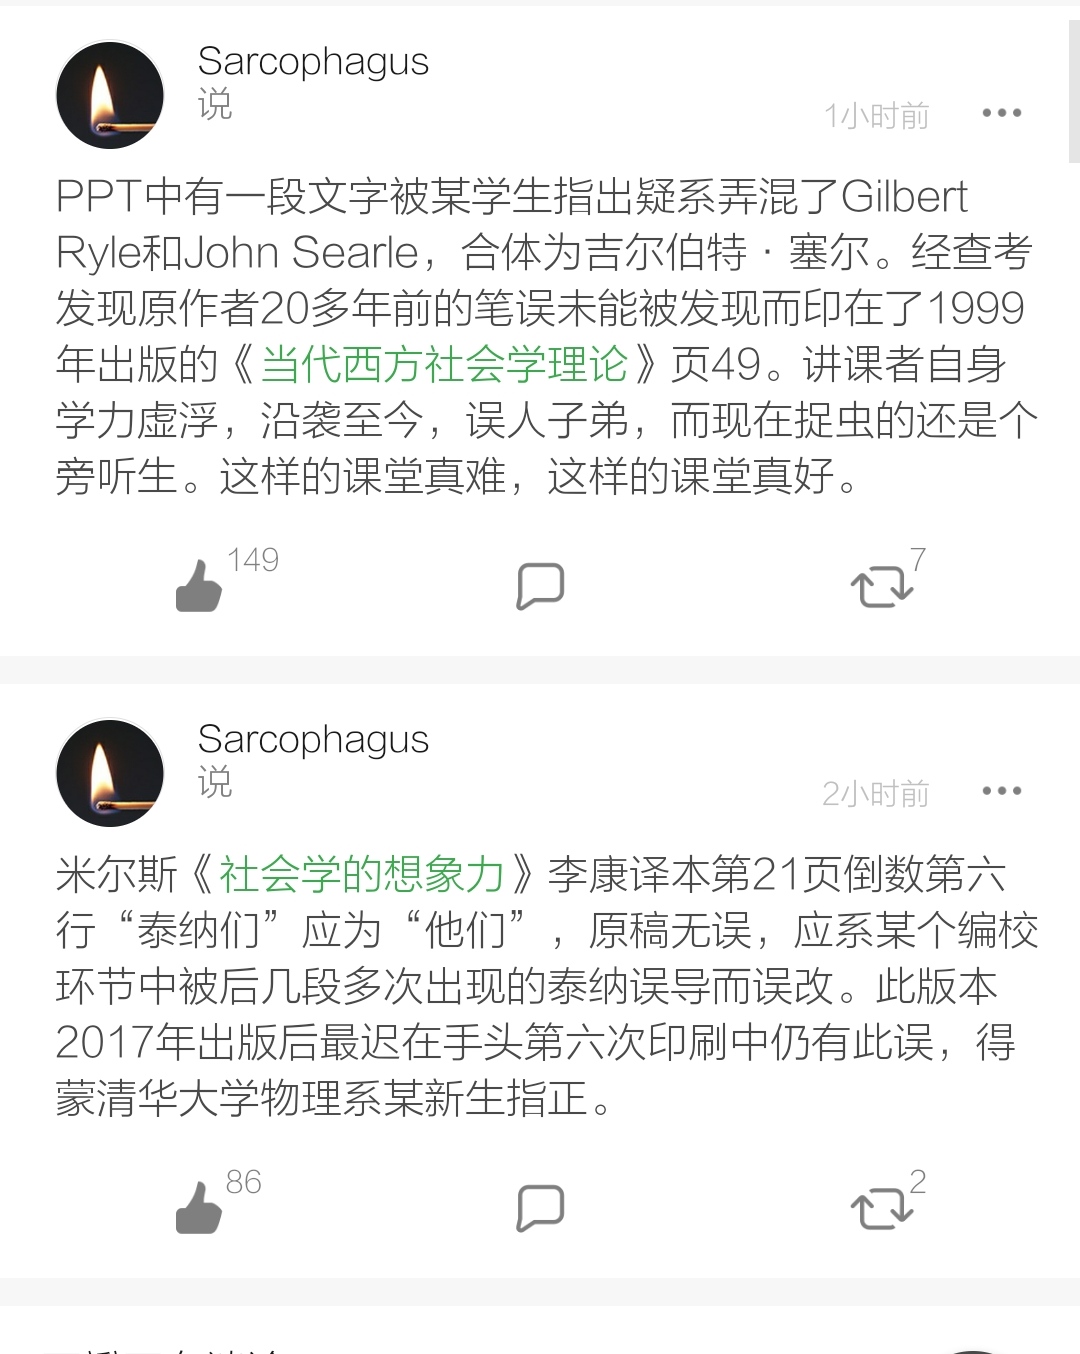 Sarcophagus
说
1小时前
PPT中有一段文字被某学生指出疑系弄混了Gilbert
Ryle和John Searle，合体为吉尔伯特·塞尔。经查考
发现原作者20多年前的笔误未能被发现而印在了1999
年出版的《当代西方社会学理论》页49。讲课者自身
学力虚浮，沿袭至今，误人子弟，而现在捉虫的还是个
旁听生。这样的课堂真难，这样的课堂真好。
149
7
Sarcophagus
说
2小时前
米尔斯《社会学的想象力》李康译本第21页倒数第六
行“泰纳们”应为“他们”，原稿无误，应系某个编校
环节中被后几段多次出现的泰纳误导而误改。此版本
2017年出版后最迟在手头第六次印刷中仍有此误，得
蒙清华大学物理系某新生指正。
86
2